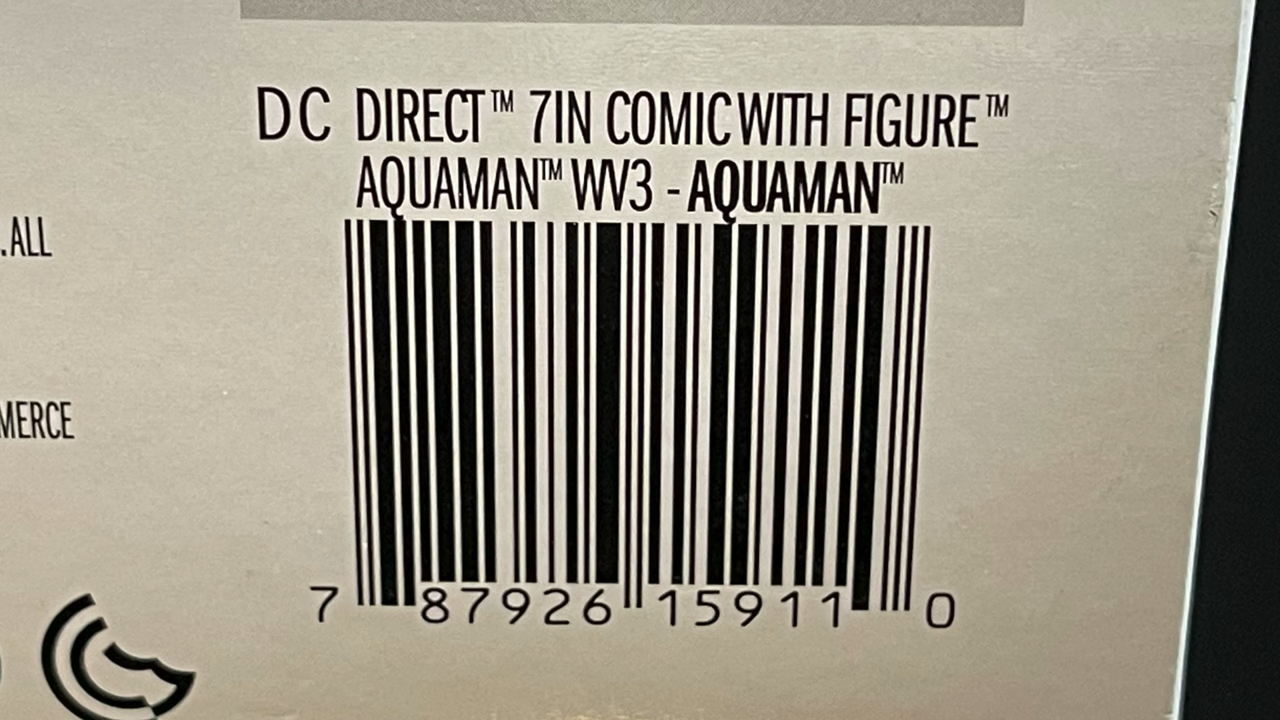 DC DIRECT™ 7IN COMIC WITH FIGURE™
AQUAMAN™ WV3 - AQUAMAN™
.ALL
MERCE
7 87926 15911 0